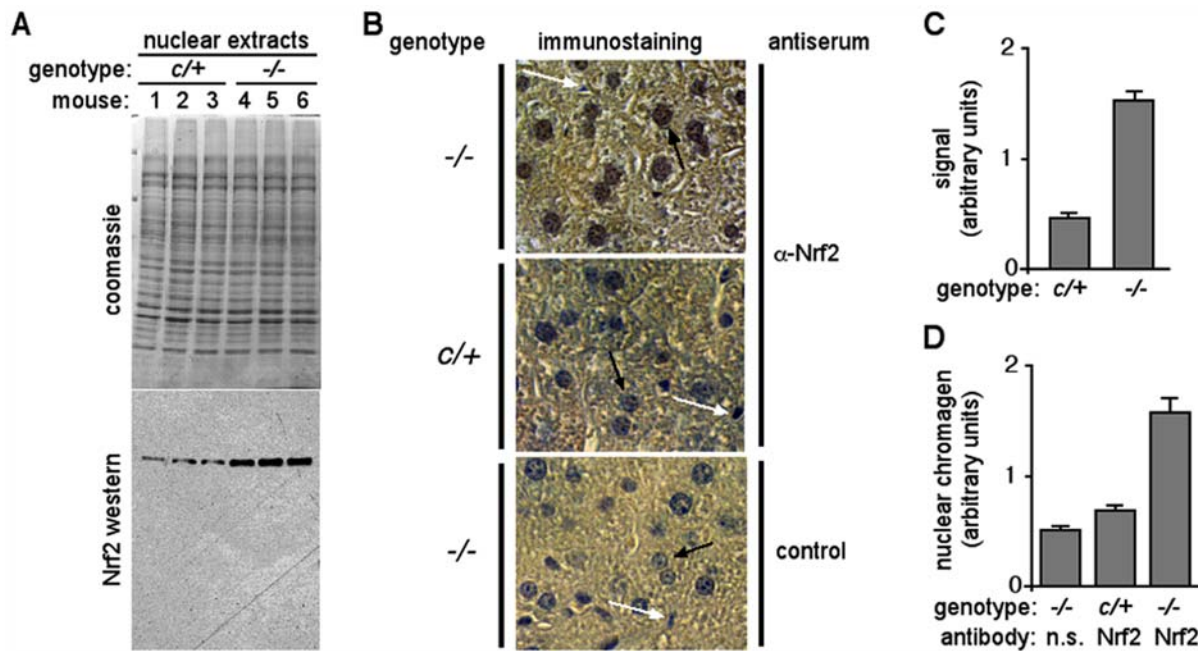 A
nuclear extracts
genotype: c/+ -/-
mouse: 1 2 3 4 5 6
coomassie
Nrf2 western
B
genotype immunostaining antiserum
-/-
c/+
-/-
α-Nrf2
control
C
signal
(arbitrary units)
2
1
0
genotype: c/+ -/-
D
nuclear chromagen
(arbitrary units)
2
1
0
genotype: -/- c/+ -/-
antibody: n.s. Nrf2 Nrf2